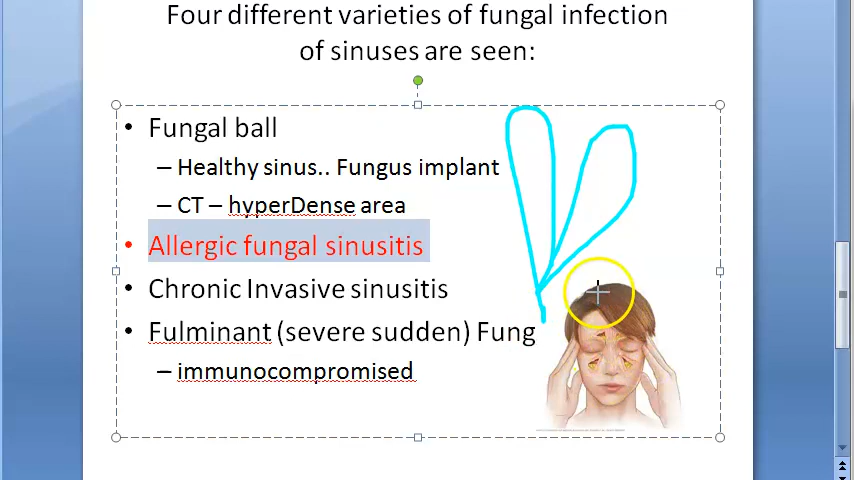 Four different varieties of fungal infection
of sinuses are seen:
• Fungal ball
– Healthy sinus.. Fungus implant
– CT – hyperDense area
• Allergic fungal sinusitis
• Chronic Invasive sinusitis
• Fulminant (severe sudden) Fung
– immunocompromised